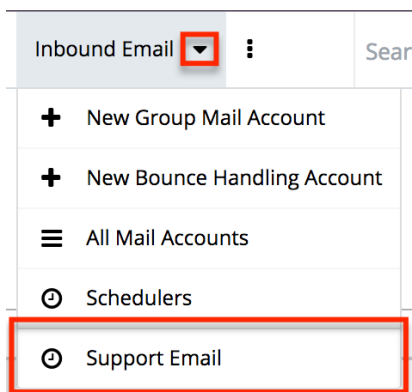 Inbound Email
Sear
New Group Mail Account
New Bounce Handling Account
All Mail Accounts
Schedulers
Support Email